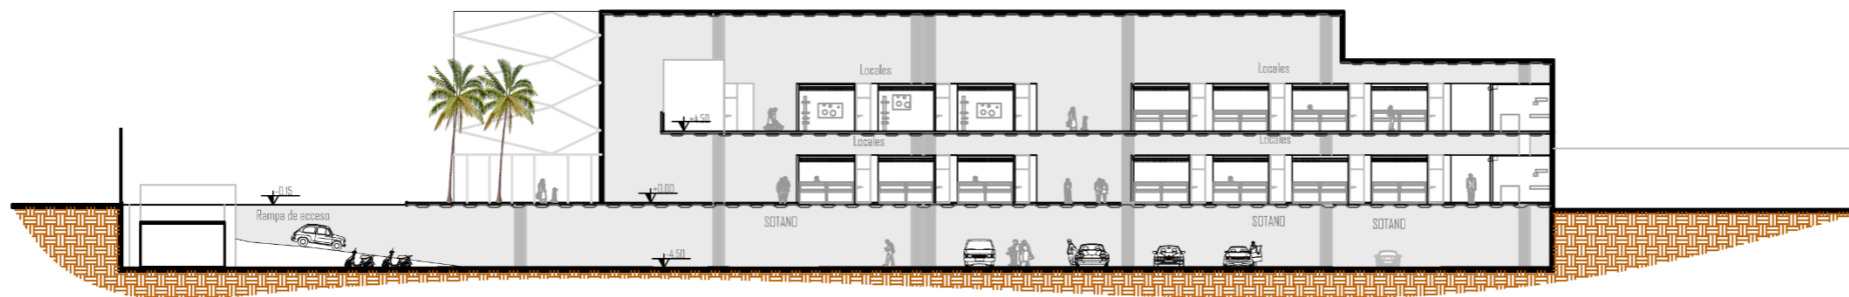 Locales
Locales
+4.50
Locales
Locales
-0.15
+0.00
Rampa de acceso
SOTANO
SOTANO
SOTANO
-4.50